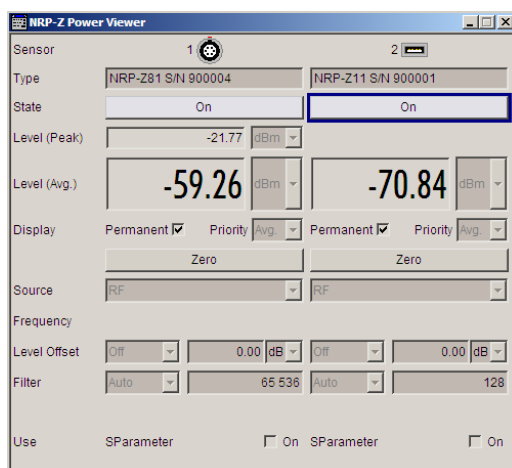 NRP-Z Power Viewer
Sensor 1 2
Type NRP-Z81 S/N 900004 NRP-Z11 S/N 900001
State On On
Level (Peak) -21.77 dBm
Level (Avg.) -59.26 dBm -70.84 dBm
Display Permanent Priority Avg. Permanent Priority Avg.
Zero Zero
Source RF RF
Frequency
Level Offset Off 0.00 dB Off 0.00 dB
Filter Auto 65 536 Auto 128
Use SParameter On SParameter On